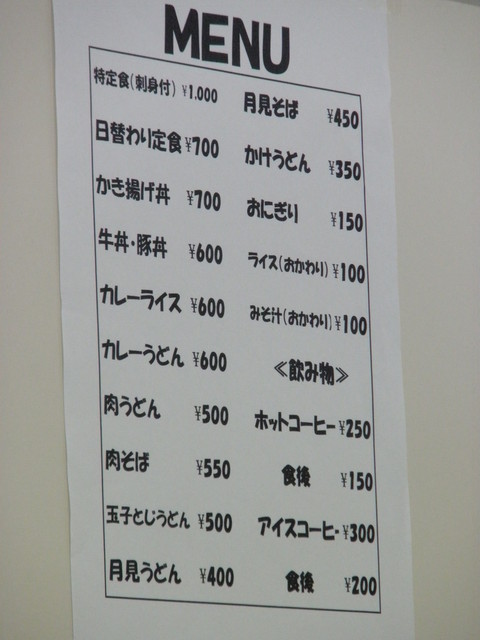 MENU
特定食(刺身付) ¥1.000
日替わり定食 ¥700
かき揚げ丼 ¥700
牛丼・豚丼 ¥600
カレーライス ¥600
カレーうどん ¥600
肉うどん ¥500
肉そば ¥550
玉子とじうどん ¥500
月見うどん ¥400
月見そば ¥450
かけうどん ¥350
おにぎり ¥150
ライス(おかわり) ¥100
みそ汁(おかわり) ¥100
≪飲み物≫
ホットコーヒー ¥250
食後 ¥150
アイスコーヒー ¥300
食後 ¥200